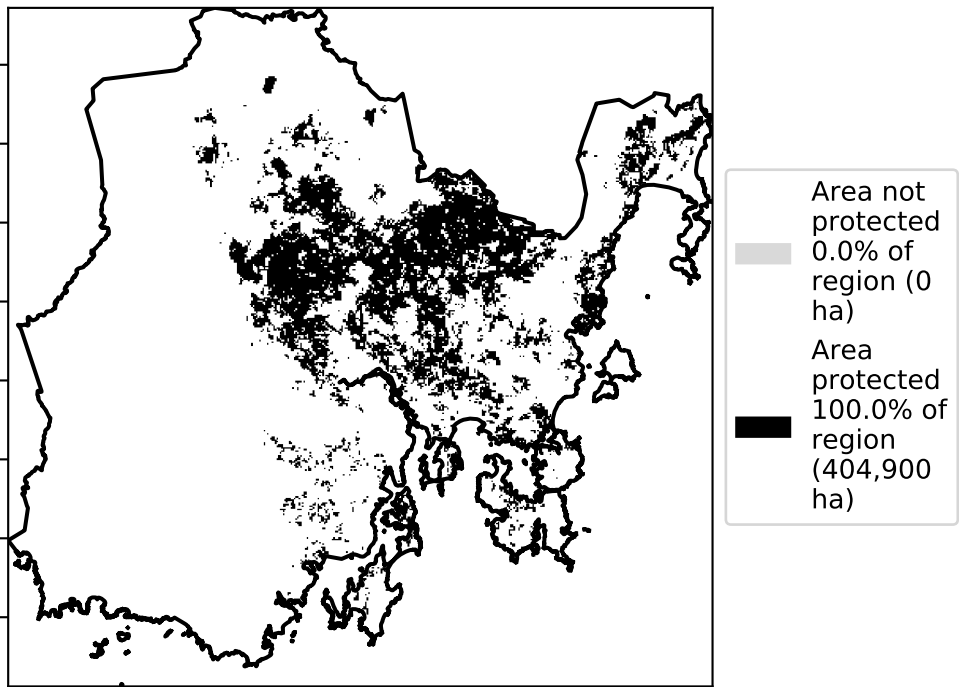 Area not
protected
0.0% of
region (0
ha)
Area
protected
100.0% of
region
(404,900
ha)